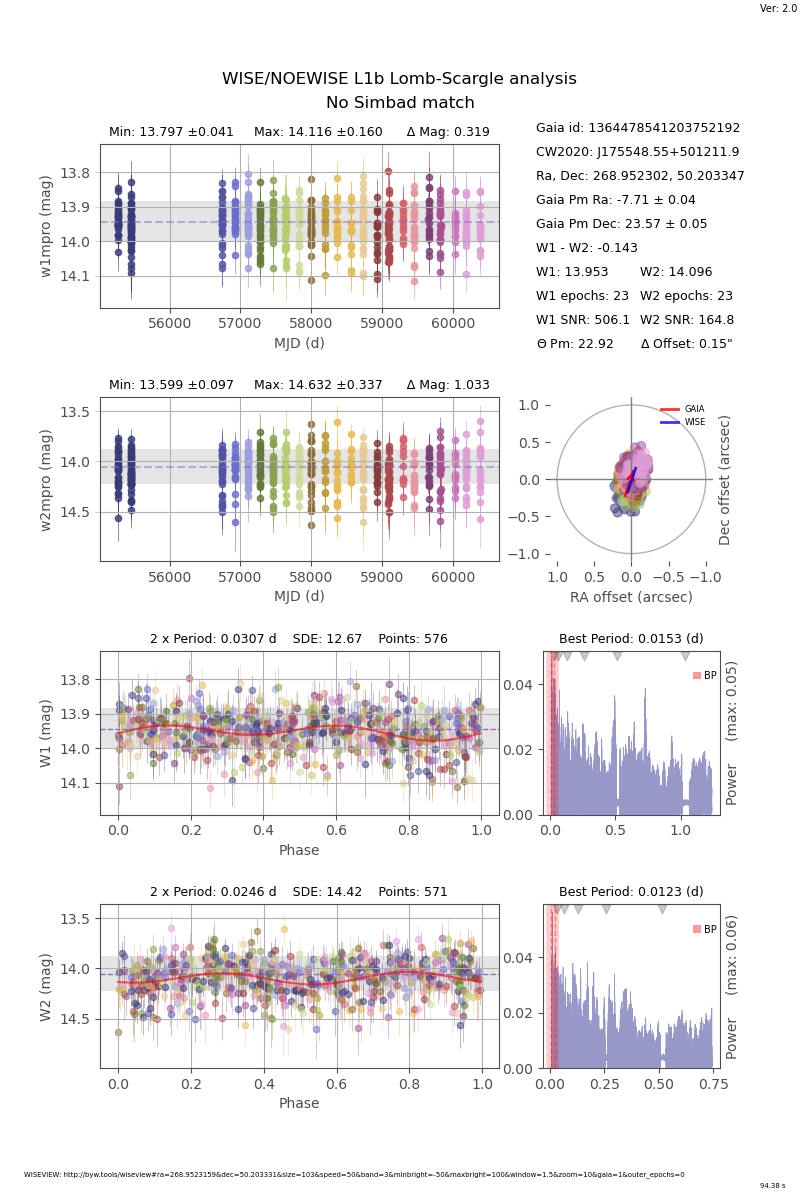 Ver: 2.0
WISE/NOEWISE L1b Lomb-Scargle analysis
No Simbad match
Min: 13.797 ±0.041 Max: 14.116 ±0.160 Δ Mag: 0.319
w1mpro (mag)
13.8
13.9
14.0
14.1
56000 57000 58000 59000 60000
MJD (d)
Gaia id: 1364478541203752192
CW2020: J175548.55+501211.9
Ra, Dec: 268.952302, 50.203347
Gaia Pm Ra: -7.71 ± 0.04
Gaia Pm Dec: 23.57 ± 0.05
W1 - W2: -0.143
W1: 13.953 W2: 14.096
W1 epochs: 23 W2 epochs: 23
W1 SNR: 506.1 W2 SNR: 164.8
Θ Pm: 22.92 Δ Offset: 0.15"
Min: 13.599 ±0.097 Max: 14.632 ±0.337 Δ Mag: 1.033
w2mpro (mag)
13.5
14.0
14.5
56000 57000 58000 59000 60000
MJD (d)
GAIA
WISE
1.0
0.5
0.0
−0.5
−1.0
1.0 0.5 0.0 −0.5 −1.0
RA offset (arcsec)
Dec offset (arcsec)
2 x Period: 0.0307 d SDE: 12.67 Points: 576
W1 (mag)
13.8
13.9
14.0
14.1
0.0 0.2 0.4 0.6 0.8 1.0
Phase
Best Period: 0.0153 (d)
BP
0.04
0.02
0.00
0.0 0.5 1.0
Power (max: 0.05)
2 x Period: 0.0246 d SDE: 14.42 Points: 571
W2 (mag)
13.5
14.0
14.5
0.0 0.2 0.4 0.6 0.8 1.0
Phase
Best Period: 0.0123 (d)
BP
0.04
0.02
0.00
0.00 0.25 0.50 0.75
Power (max: 0.06)
WISEVIEW: http://byw.tools/wiseview#ra=268.9523159&dec=50.203331&size=103&speed=50&band=3&minbright=-50&maxbright=100&window=1.5&zoom=10&gaia=1&outer_epochs=0
94.38 s